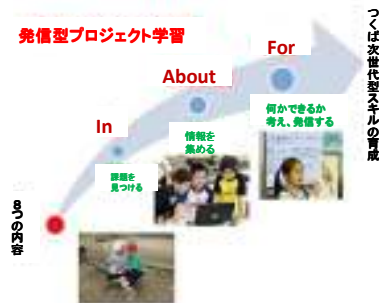 発信型プロジェクト学習
For
About
In
何かできるか
考え、発信する
情報を
集める
課題を
見つける
8つの内容
つくば次世代型スキルの育成